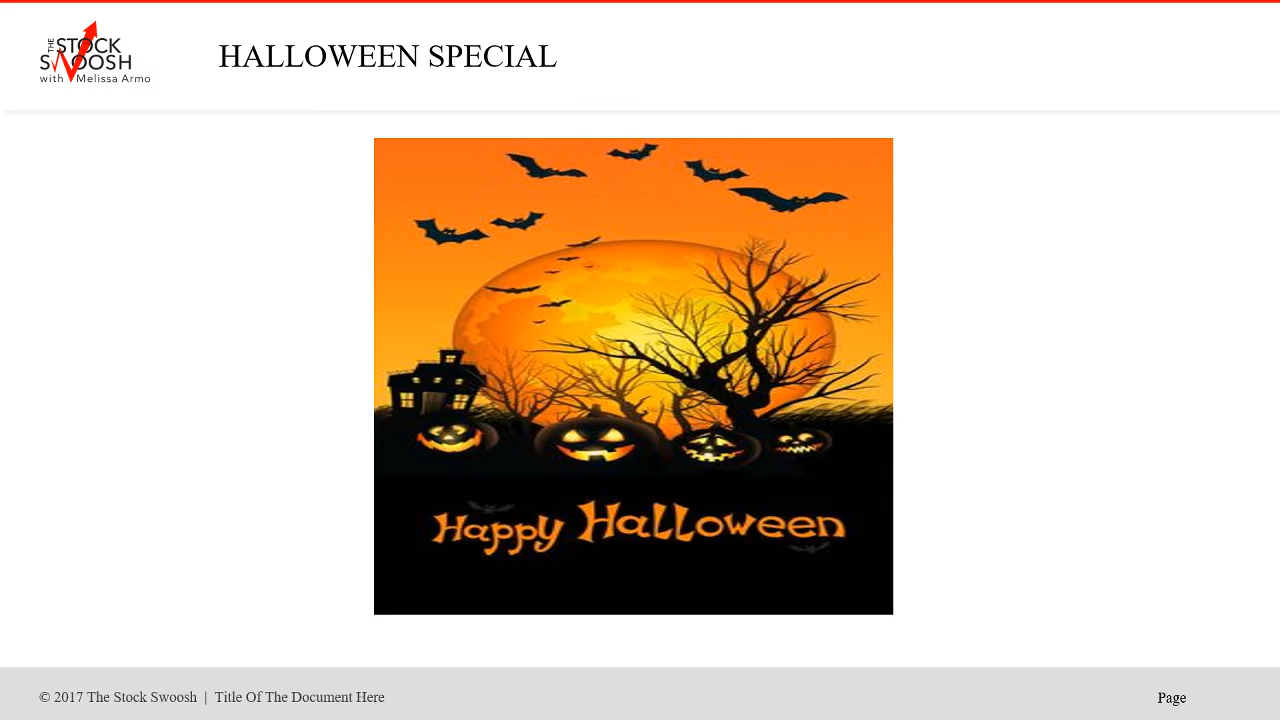 THE
STOCK
SWOOSH
with Melissa Armo
HALLOWEEN SPECIAL
Happy Halloween
© 2017 The Stock Swoosh | Title Of The Document Here
Page